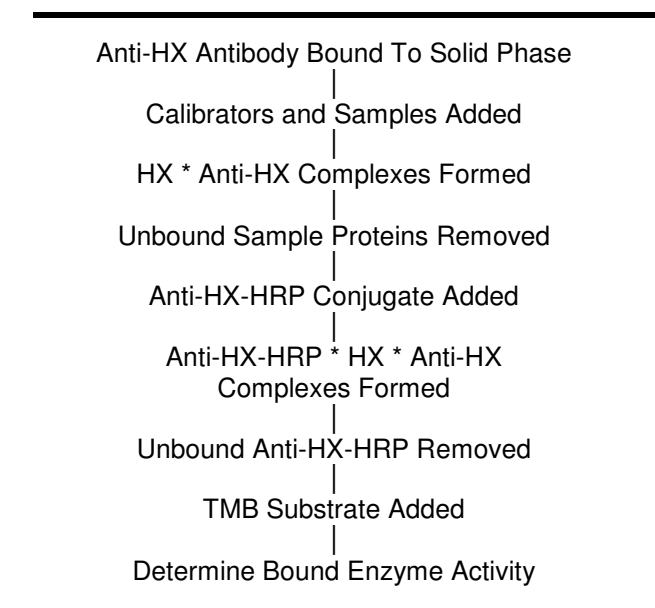 Anti-HX Antibody Bound To Solid Phase
Calibrators and Samples Added
HX * Anti-HX Complexes Formed
Unbound Sample Proteins Removed
Anti-HX-HRP Conjugate Added
Anti-HX-HRP * HX * Anti-HX
Complexes Formed
Unbound Anti-HX-HRP Removed
TMB Substrate Added
Determine Bound Enzyme Activity